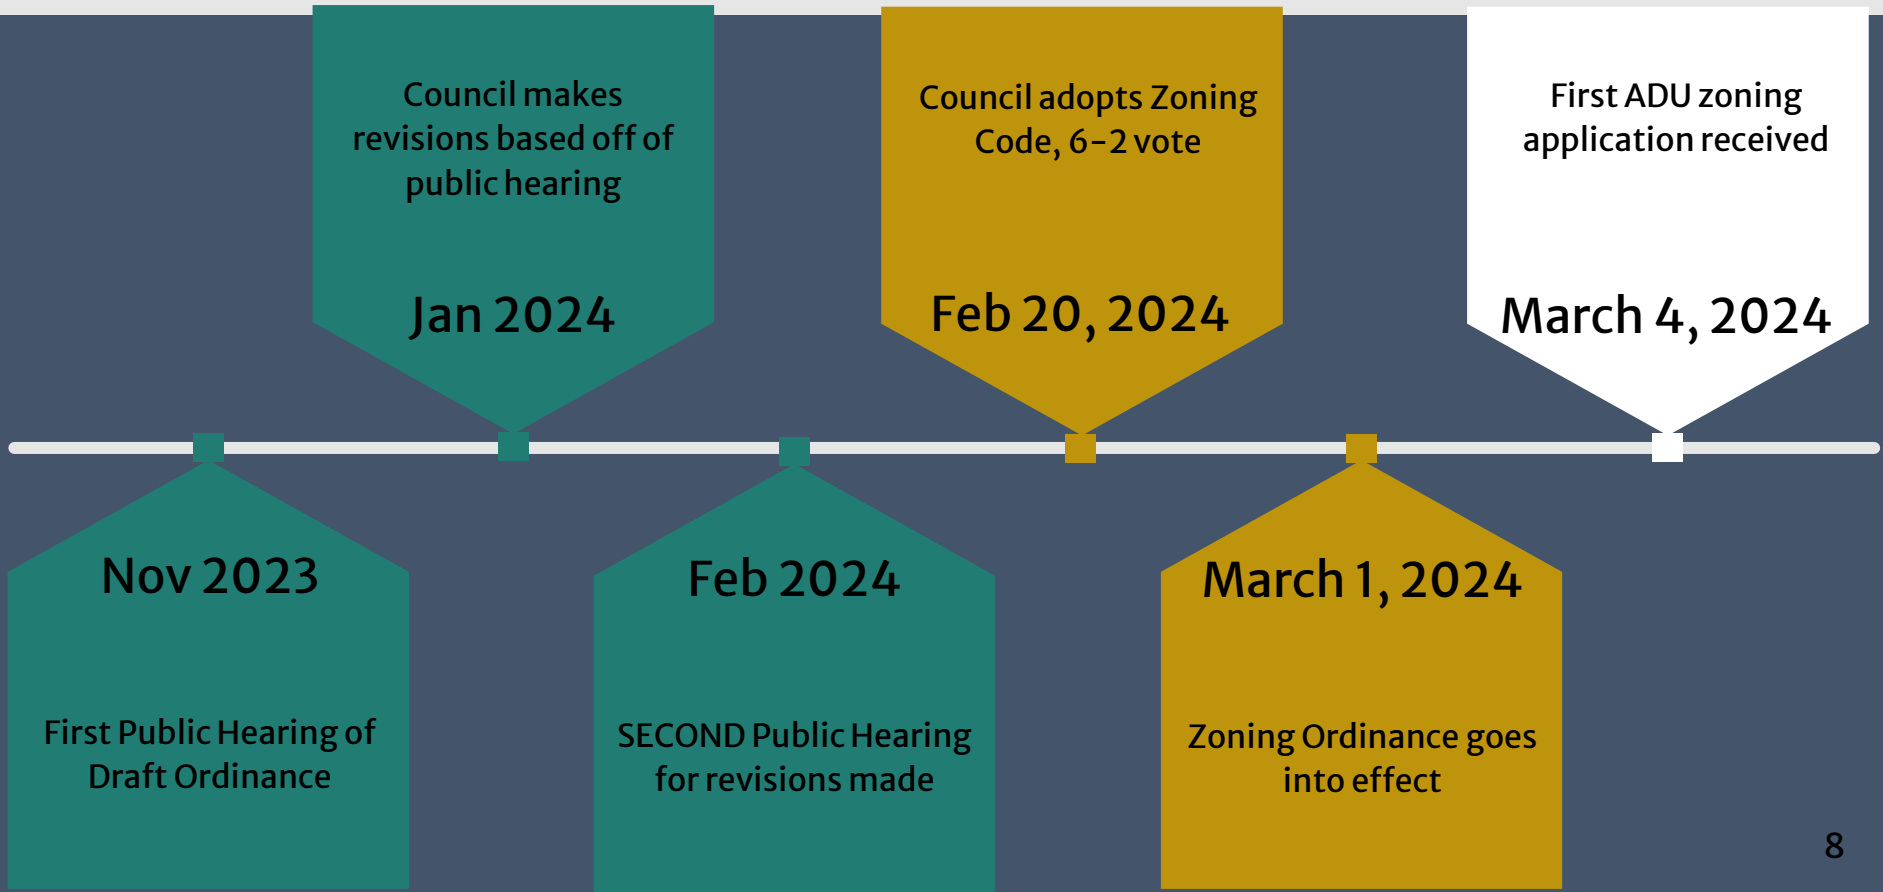 Council makes
revisions based off of
public hearing
Jan 2024
Council adopts Zoning
Code, 6-2 vote
Feb 20, 2024
First ADU zoning
application received
March 4, 2024
Nov 2023
First Public Hearing of
Draft Ordinance
Feb 2024
SECOND Public Hearing
for revisions made
March 1, 2024
Zoning Ordinance goes
into effect
8